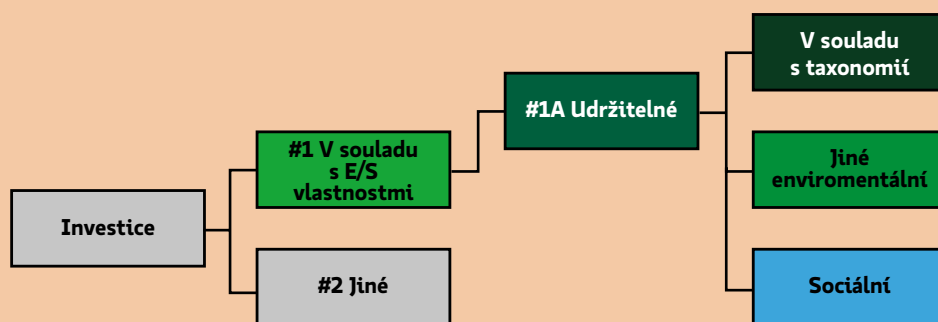 Investice
#1 V souladu
s E/S
vlastnostmi
#2 Jiné
#1A Udržitelné
V souladu
s taxonomií
Jiné
enviromentální
Sociální